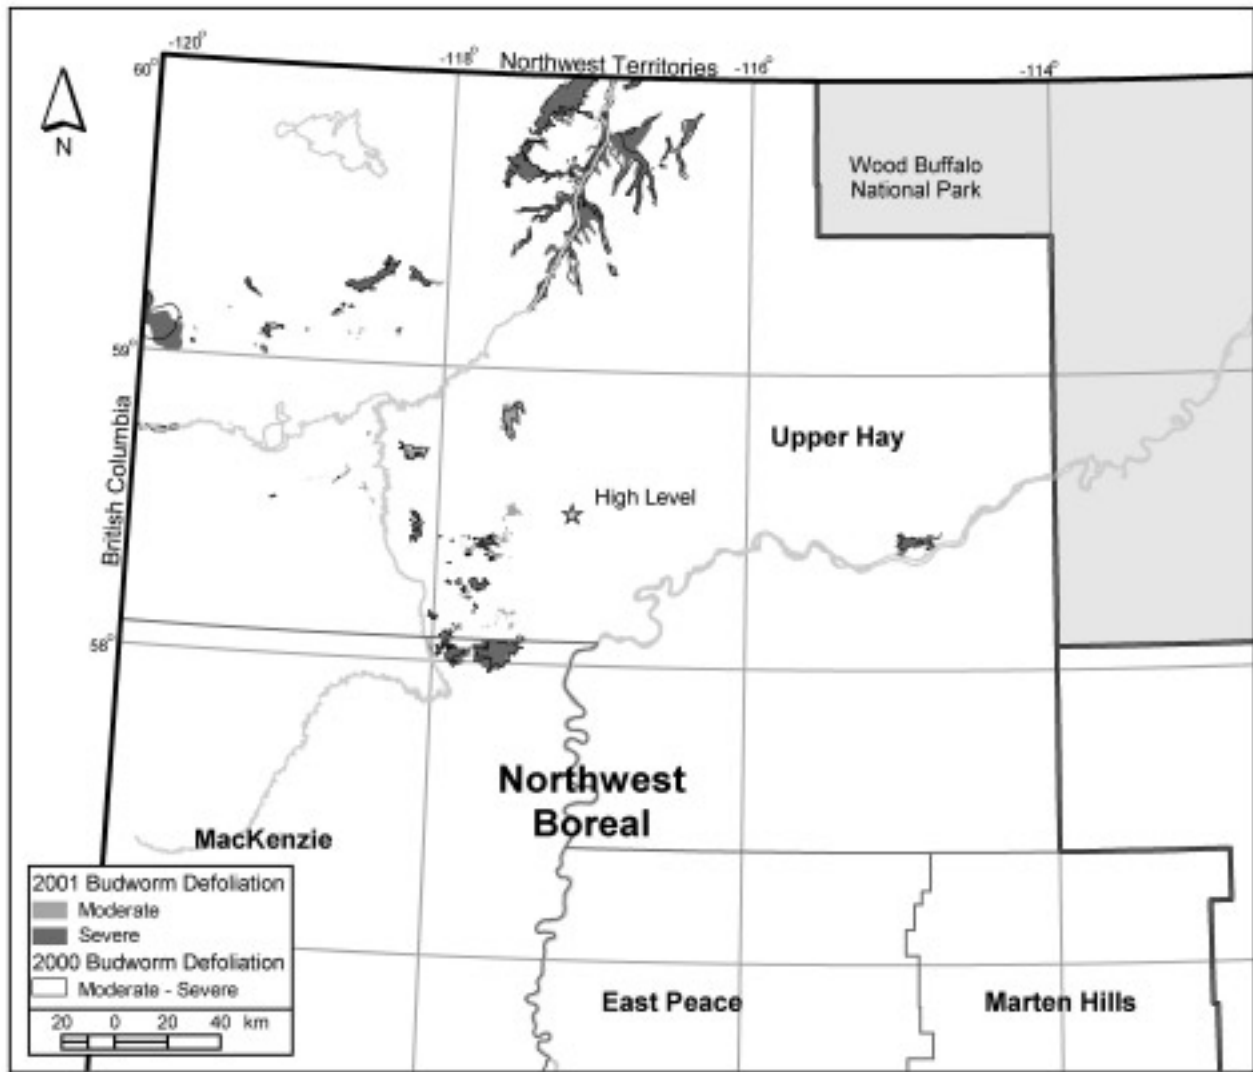 -120°
60°
-118°
Northwest Territories
-116°
-114°
N
Wood Buffalo
National Park
59°
British Columbia
Upper Hay
High Level
58°
Northwest
Boreal
MacKenzie
2001 Budworm Defoliation
Moderate
Severe
2000 Budworm Defoliation
Moderate - Severe
20 0 20 40 km
East Peace
Marten Hills